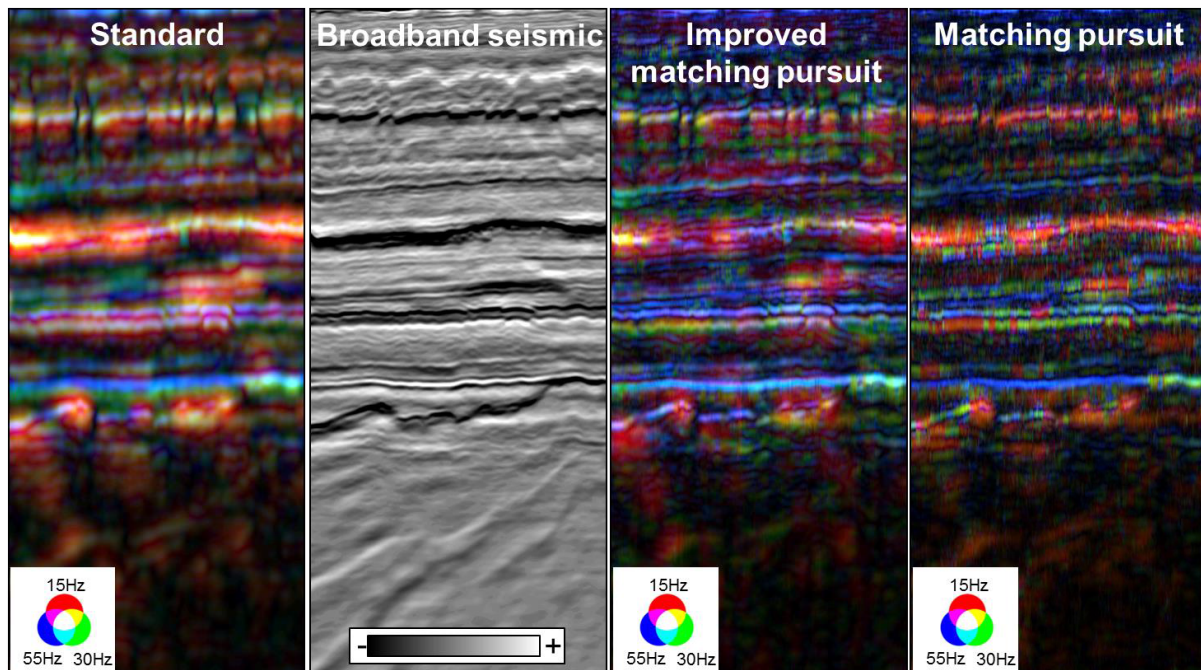 Standard
Broadband seismic
Improved
matching pursuit
Matching pursuit
15Hz
55Hz 30Hz
- +
15Hz
55Hz 30Hz
15Hz
55Hz 30Hz